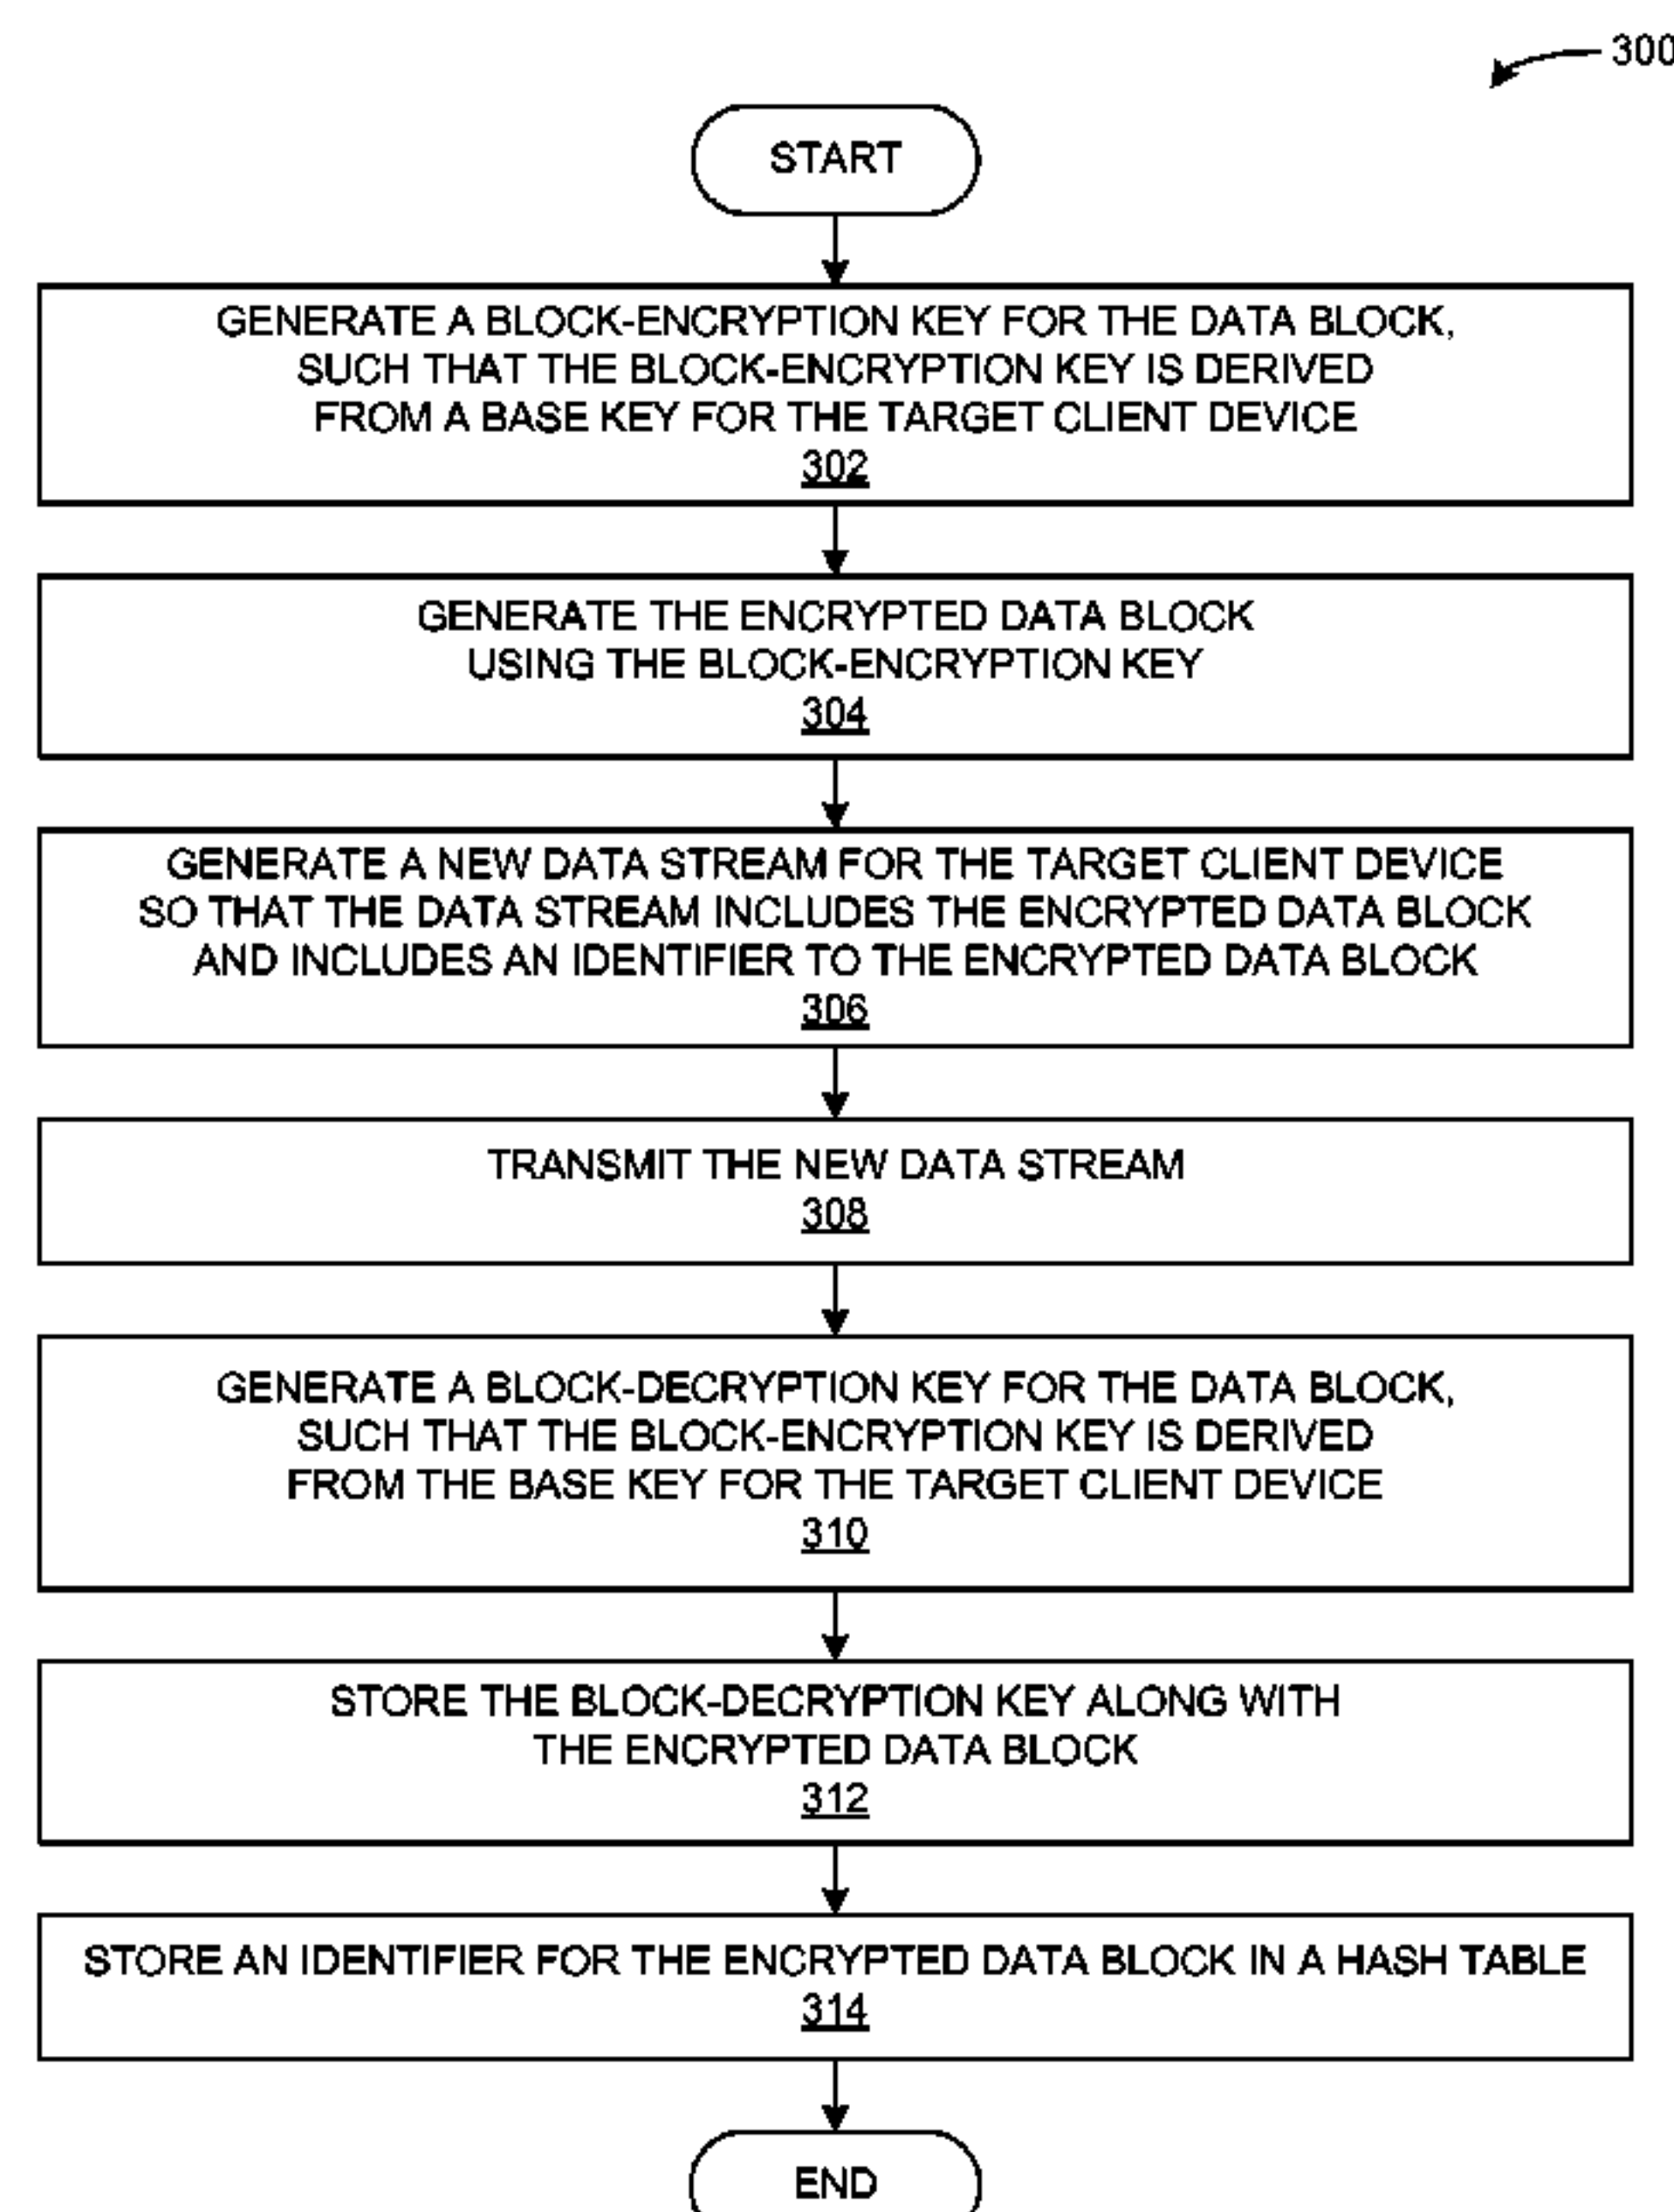 300
START
GENERATE A BLOCK-ENCRYPTION KEY FOR THE DATA BLOCK,
SUCH THAT THE BLOCK-ENCRYPTION KEY IS DERIVED
FROM A BASE KEY FOR THE TARGET CLIENT DEVICE
302
GENERATE THE ENCRYPTED DATA BLOCK
USING THE BLOCK-ENCRYPTION KEY
304
GENERATE A NEW DATA STREAM FOR THE TARGET CLIENT DEVICE
SO THAT THE DATA STREAM INCLUDES THE ENCRYPTED DATA BLOCK
AND INCLUDES AN IDENTIFIER TO THE ENCRYPTED DATA BLOCK
306
TRANSMIT THE NEW DATA STREAM
308
GENERATE A BLOCK-DECRYPTION KEY FOR THE DATA BLOCK,
SUCH THAT THE BLOCK-ENCRYPTION KEY IS DERIVED
FROM THE BASE KEY FOR THE TARGET CLIENT DEVICE
310
STORE THE BLOCK-DECRYPTION KEY ALONG WITH
THE ENCRYPTED DATA BLOCK
312
STORE AN IDENTIFIER FOR THE ENCRYPTED DATA BLOCK IN A HASH TABLE
314
END